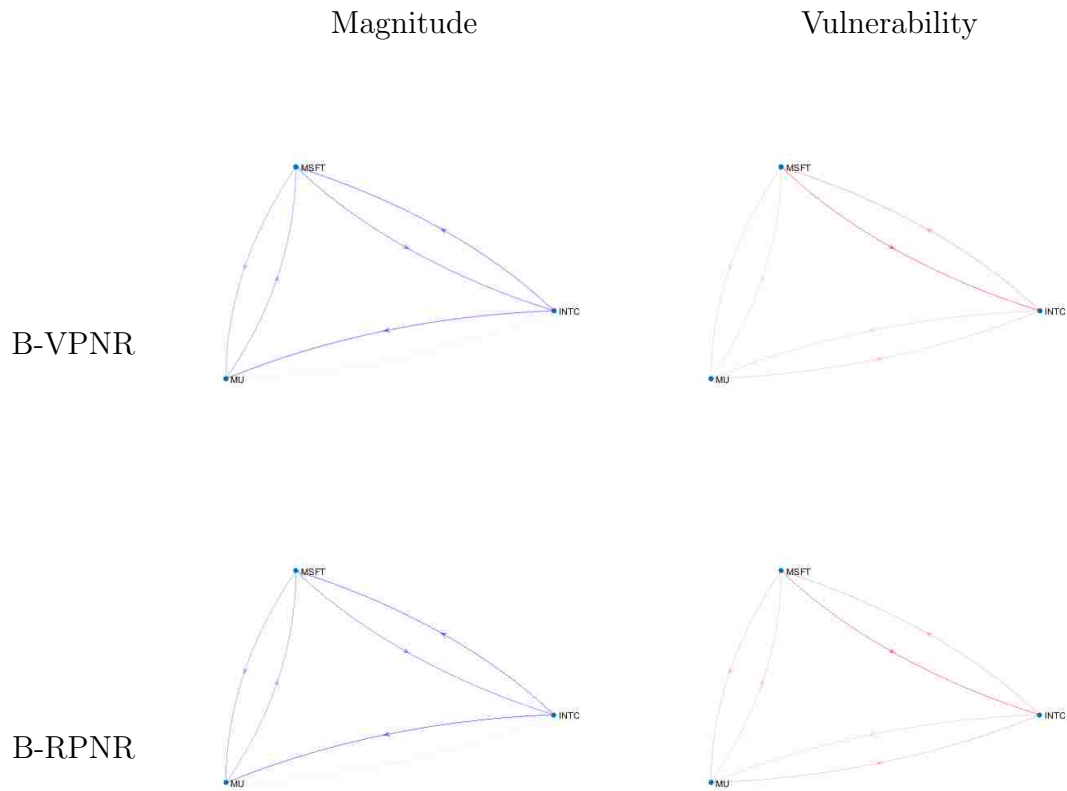 Magnitude Vulnerability
MSFT MSFT
INTC INTC
B-VPNR
MU MU
MSFT MSFT
INTC INTC
B-RPNR
MU MU